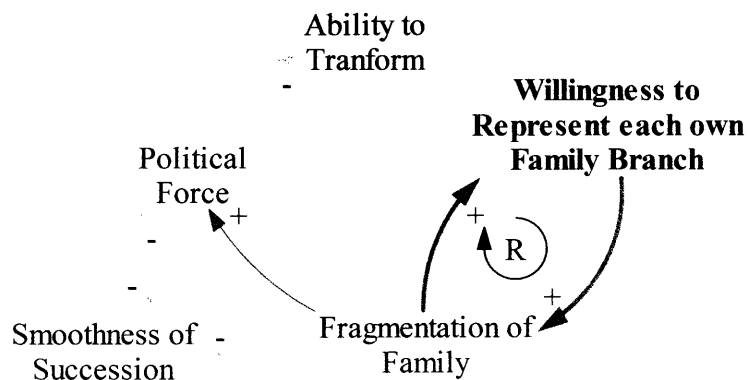 Ability to
Tranform
-
Willingness to
Represent each own
Family Branch
Political
Force
+
+
R
-
-
+
Smoothness of
Succession
-
Fragmentation of
Family